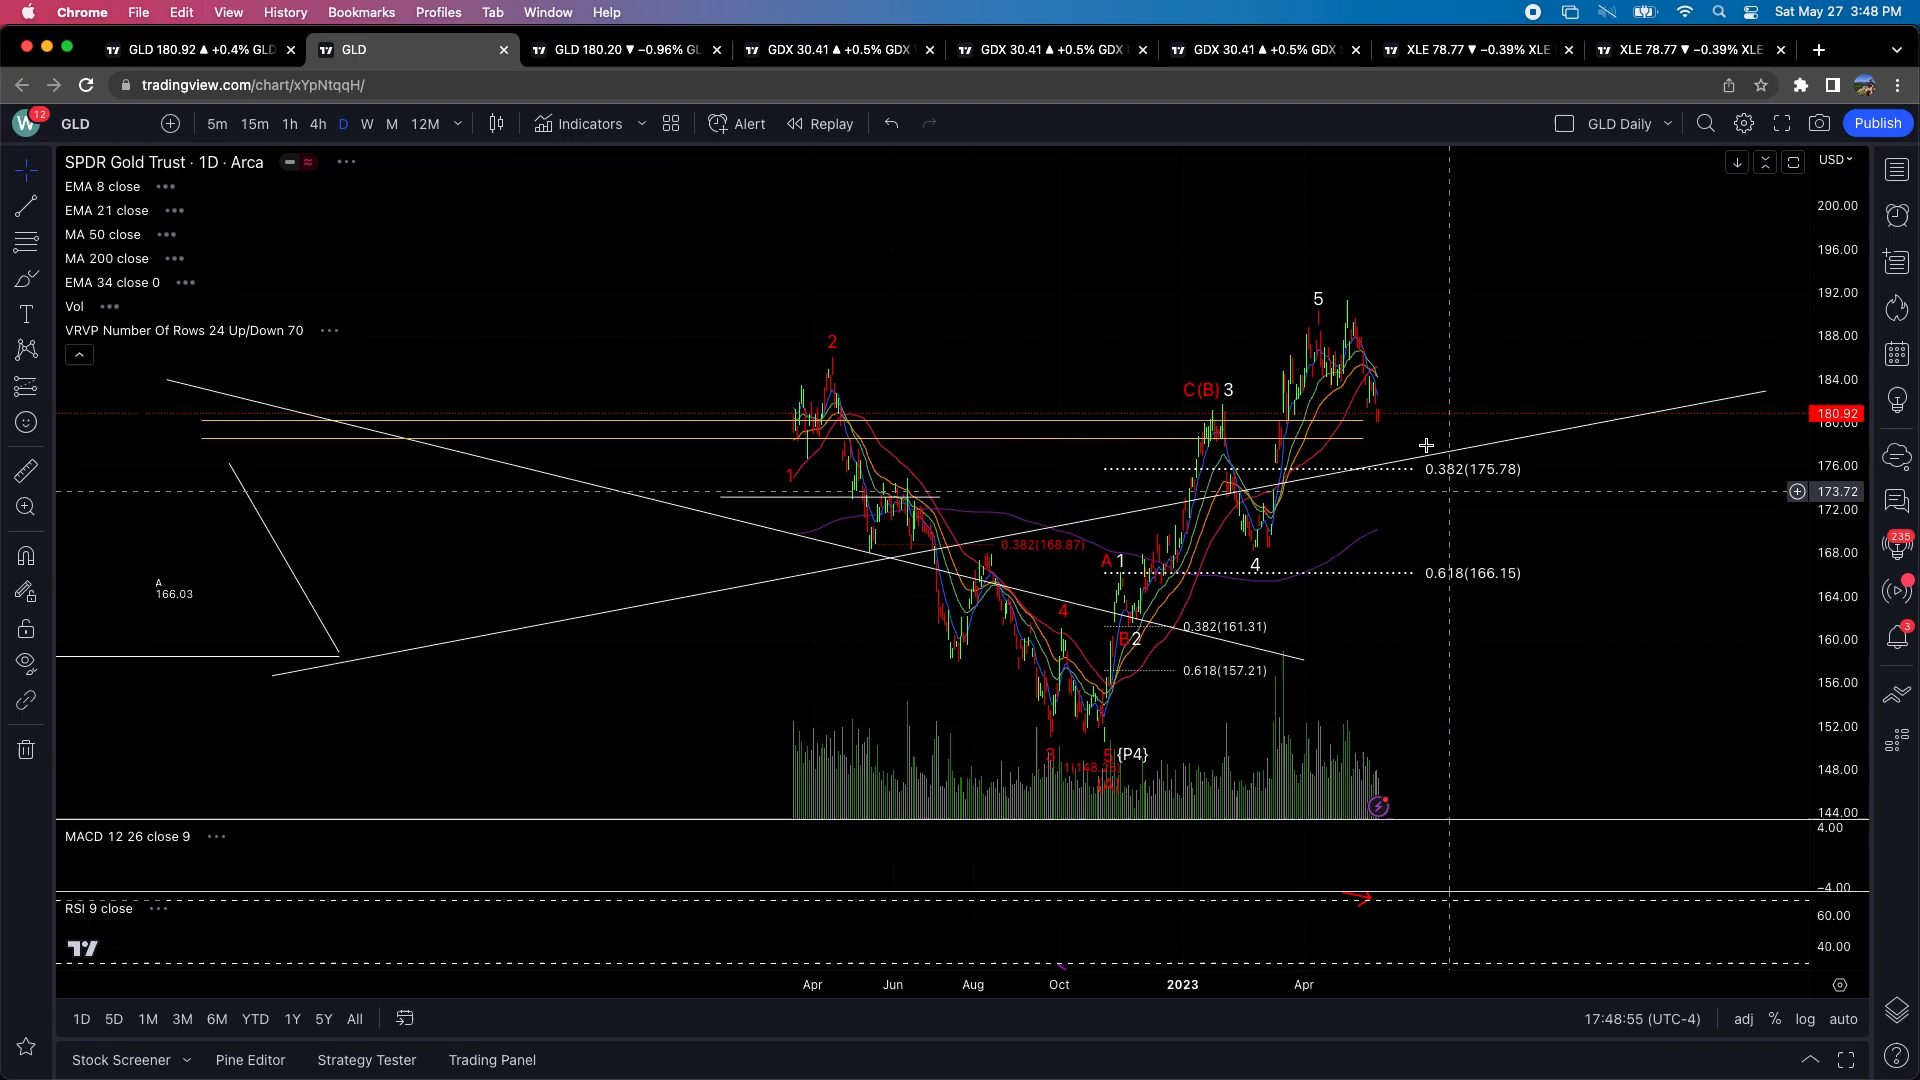 Chrome File Edit View History Bookmarks Profiles Tab Window Help Sat May 27 3:48 PM
GLD 180.92 ▲ +0.4% GLD GLD GLD 180.20 ▼ −0.96% GL GDX 30.41 ▲ +0.5% GDX GDX 30.41 ▲ +0.5% GDX GDX 30.41 ▲ +0.5% GDX XLE 78.77 ▼ −0.39% XLE XLE 78.77 ▼ −0.39% XLE
tradingview.com/chart/xYpNtqqH/
W 12 GLD 5m 15m 1h 4h D W M 12M Indicators Alert Replay GLD Daily Publish
SPDR Gold Trust · 1D · Arca
USD
EMA 8 close
EMA 21 close
MA 50 close
MA 200 close
EMA 34 close 0
Vol
VRVP Number Of Rows 24 Up/Down 70
200.00
196.00
192.00
188.00
184.00
180.92
180.00
176.00
173.72
172.00
168.00
164.00
160.00
156.00
152.00
148.00
144.00
5
2
C (B) 3
1
0.382(175.78)
0.382(168.87)
A 1
4
0.618(166.15)
A
166.03
4
0.382(161.31)
B 2
0.618(157.21)
3
5 {P4}
235
3
MACD 12 26 close 9
4.00
−4.00
RSI 9 close
60.00
40.00
Apr Jun Aug Oct 2023 Apr
1D 5D 1M 3M 6M YTD 1Y 5Y All 17:48:55 (UTC-4) adj % log auto
Stock Screener Pine Editor Strategy Tester Trading Panel